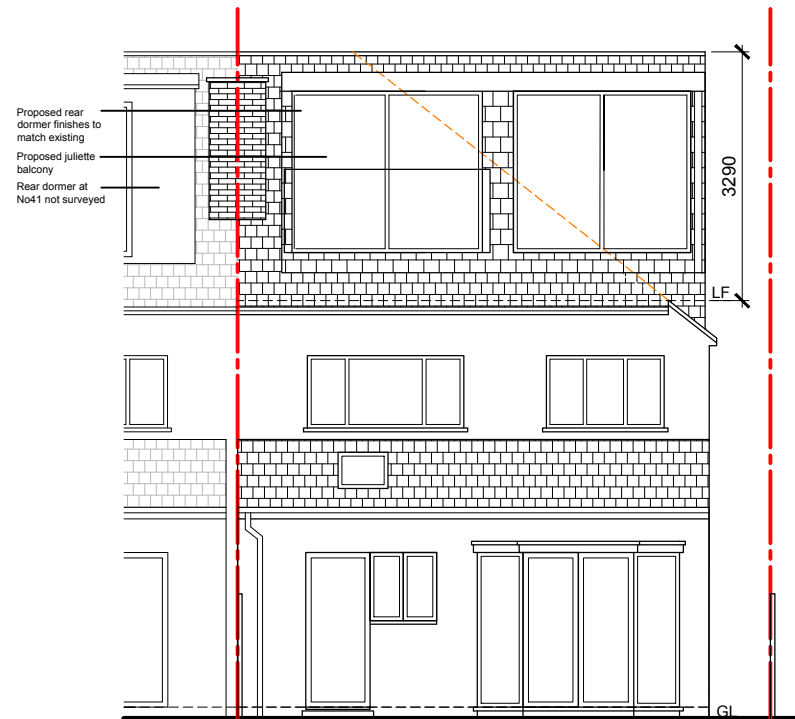 Proposed rear
dormer finishes to
match existing
Proposed juliette
balcony
Rear dormer at
No41 not surveyed
3290
LF
GL